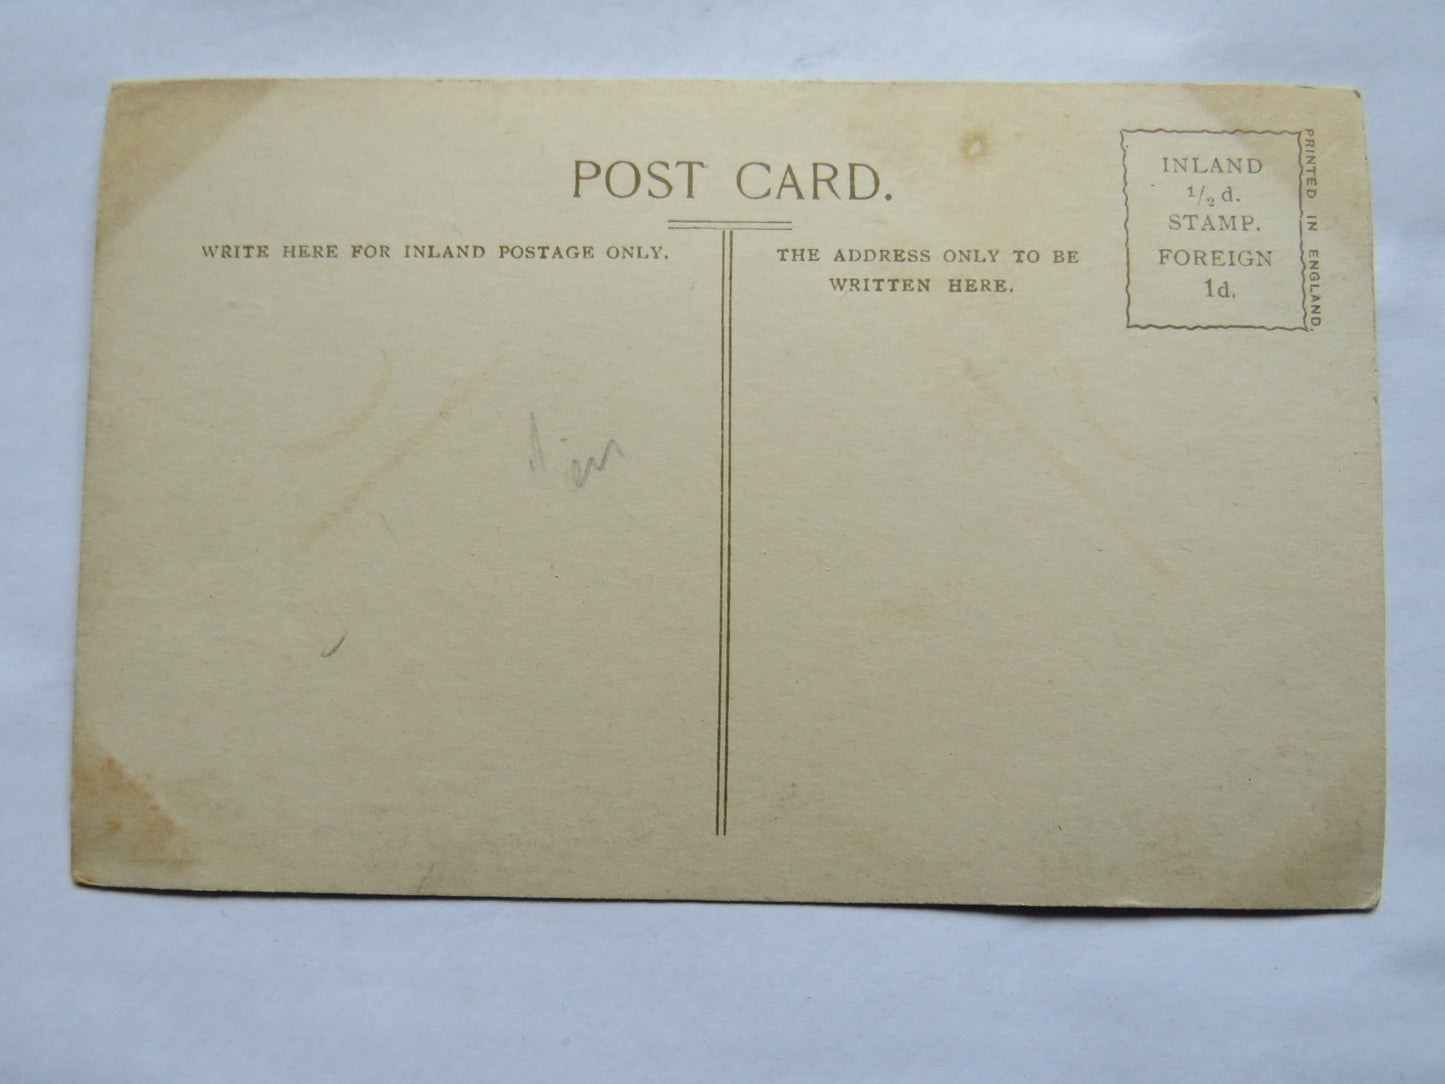 POST CARD.
WRITE HERE FOR INLAND POSTAGE ONLY.
THE ADDRESS ONLY TO BE
WRITTEN HERE.
INLAND
1/2 d.
STAMP.
FOREIGN
1d.
PRINTED IN ENGLAND.